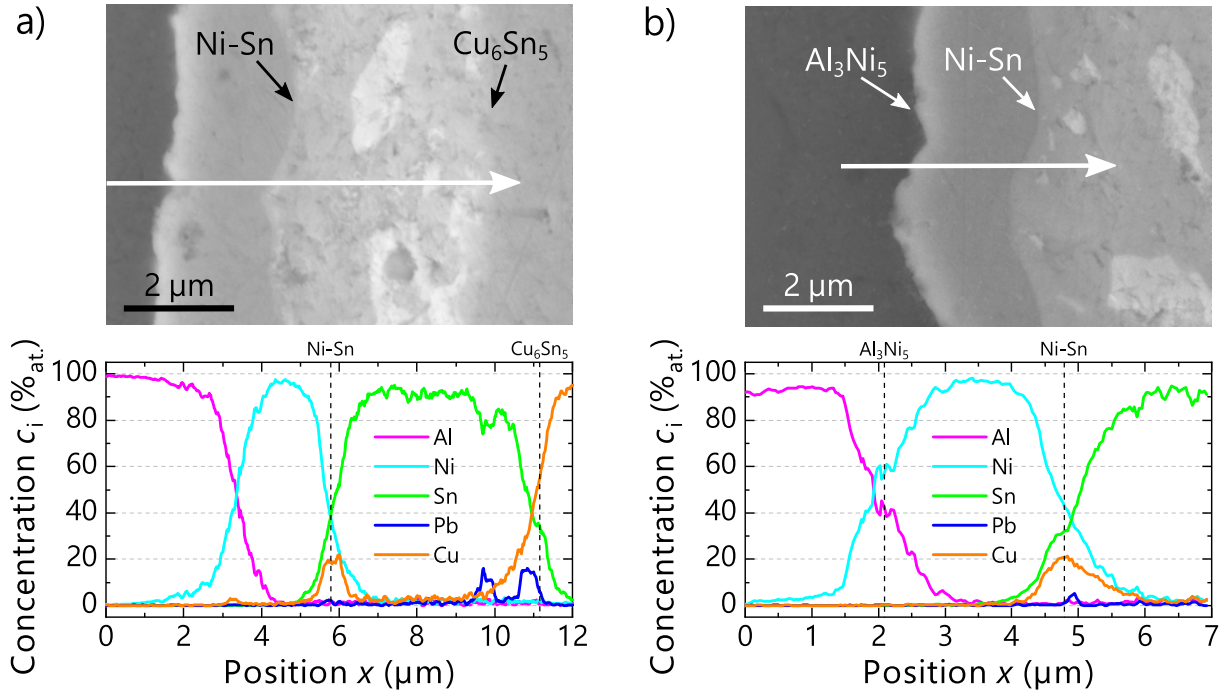 a)
Ni-Sn
Cu₆Sn₅
2 µm
Ni-Sn
Cu₆Sn₅
Concentration cᵢ (%at.)
100
80
60
40
20
0
Al
Ni
Sn
Pb
Cu
0 2 4 6 8 10 12
Position x (µm)
b)
Al₃Ni₅
Ni-Sn
2 µm
Al₃Ni₅
Ni-Sn
Concentration cᵢ (%at.)
100
80
60
40
20
0
Al
Ni
Sn
Pb
Cu
0 1 2 3 4 5 6 7
Position x (µm)